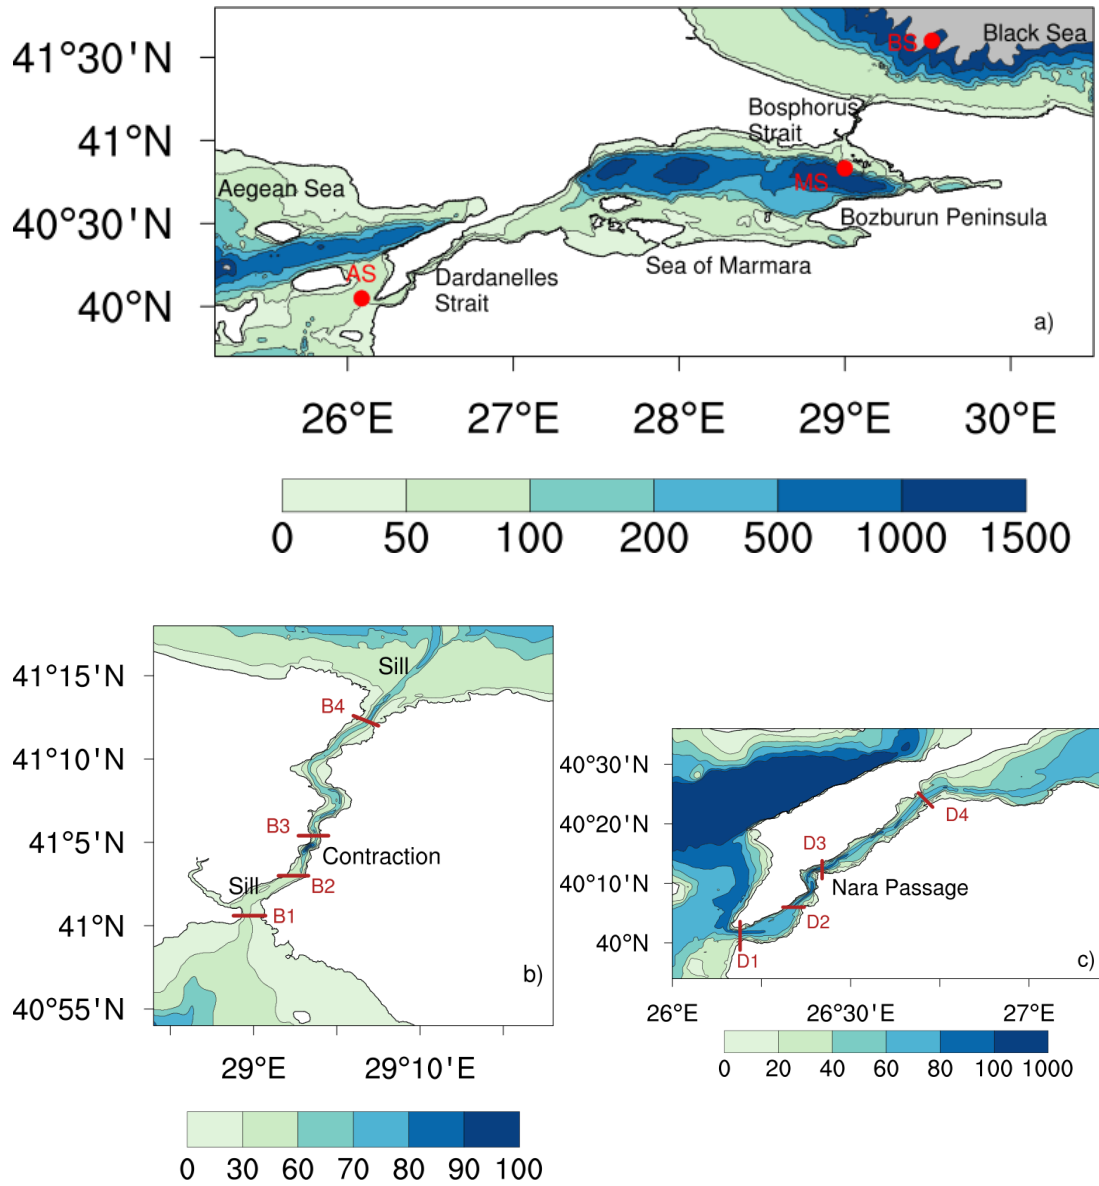 41°30'N
41°N
40°30'N
40°N
BS
Black Sea
Bosphorus
Strait
MS
Aegean Sea
Bozburun Peninsula
Sea of Marmara
AS
Dardanelles
Strait
a)
26°E 27°E 28°E 29°E 30°E
0 50 100 200 500 1000 1500
41°15'N
41°10'N
41°5'N
41°N
40°55'N
Sill
B4
B3
Contraction
Sill
B2
B1
b)
29°E 29°10'E
0 30 60 70 80 90 100
40°30'N
40°20'N
40°10'N
40°N
D4
D3
Nara Passage
D2
D1
c)
26°E 26°30'E 27°E
0 20 40 60 80 100 1000